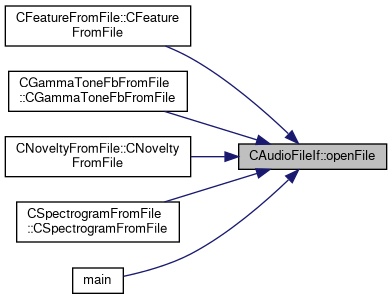 CFeatureFromFile::CFeature
FromFile
CGammaToneFbFromFile
::CGammaToneFbFromFile
CNoveltyFromFile::CNovelty
FromFile
CSpectrogramFromFile
::CSpectrogramFromFile
main
CAudioFileIf::openFile